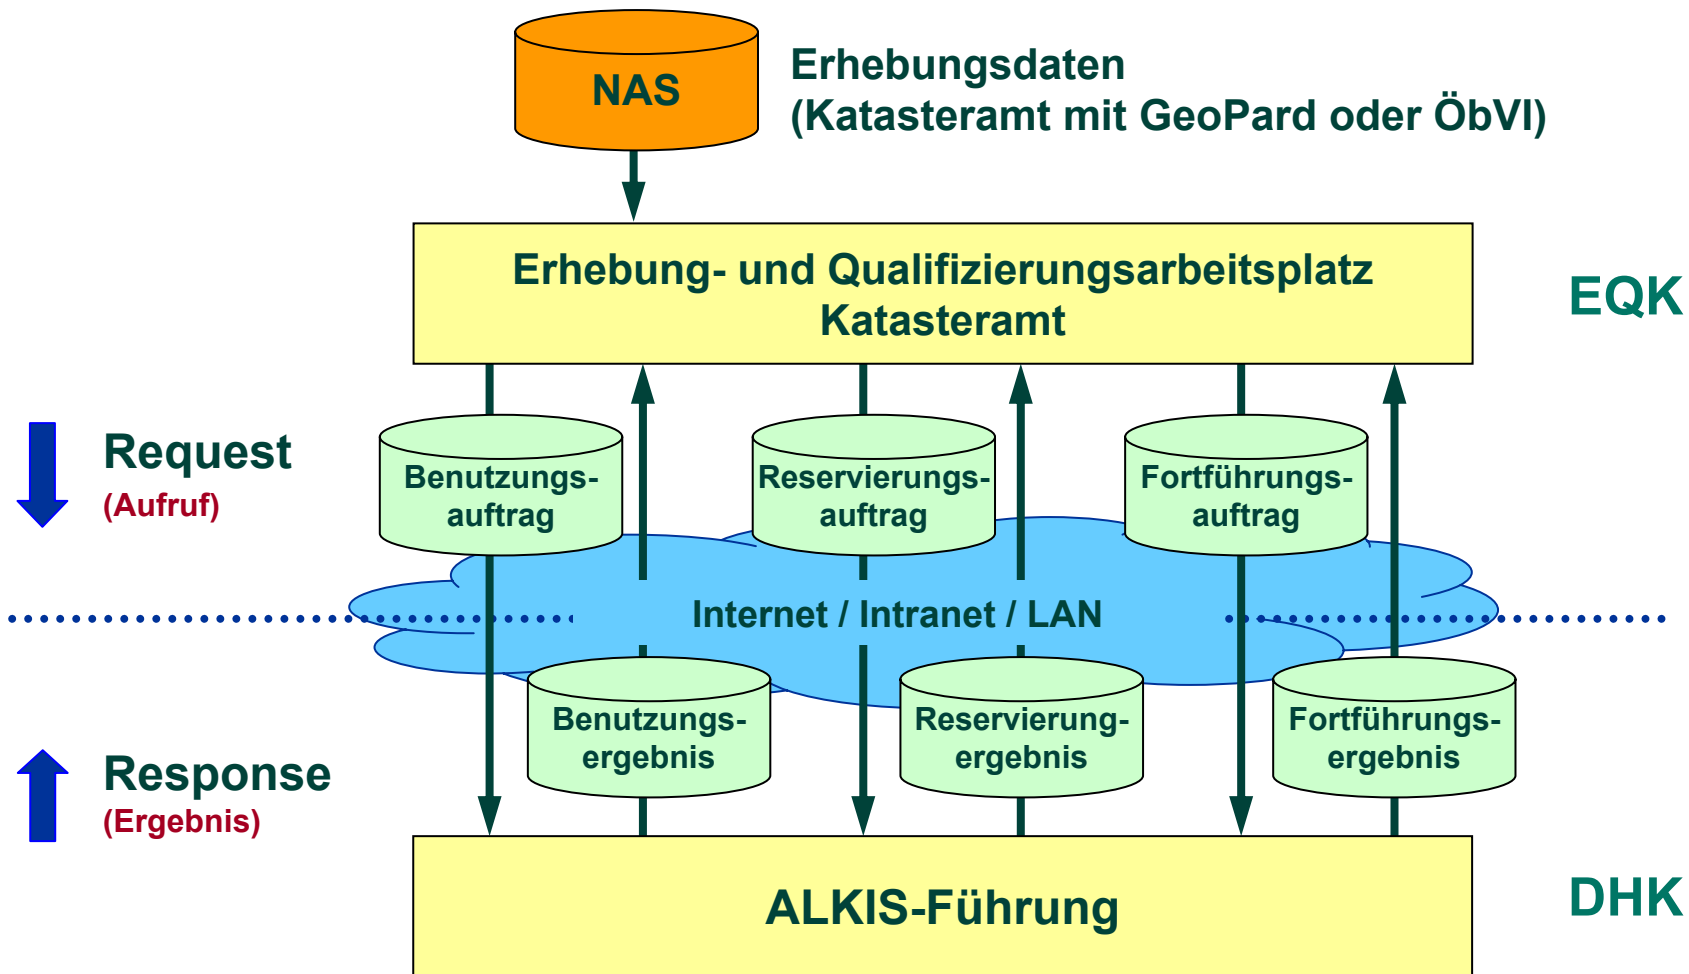 NAS
Erhebungsdaten
(Katasteramt mit GeoPard oder ÖbVI)
Erhebung- und Qualifizierungsarbeitsplatz
Katasteramt
EQK
Request
(Aufruf)
Benutzungs-
auftrag
Reservierungs-
auftrag
Fortführungs-
auftrag
Internet / Intranet / LAN
Benutzungs-
ergebnis
Reservierung-
ergebnis
Fortführungs-
ergebnis
Response
(Ergebnis)
ALKIS-Führung
DHK